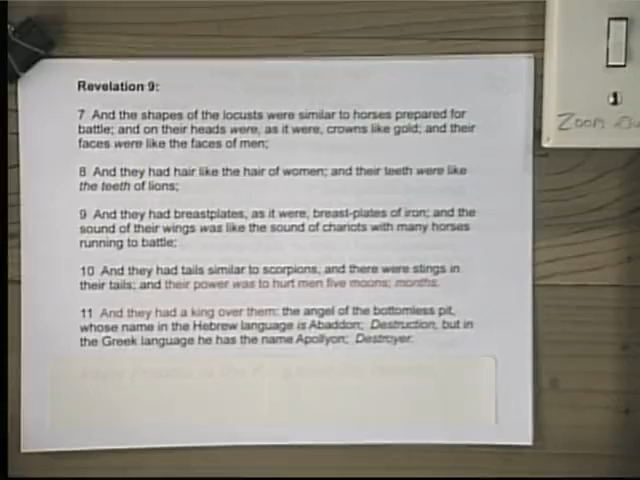 Revelation 9:
7 And the shapes of the locusts were similar to horses prepared for
battle; and on their heads were, as it were, crowns like gold; and their
faces were like the faces of men;
8 And they had hair like the hair of women; and their teeth were like
the teeth of lions;
9 And they had breastplates, as it were, breast-plates of iron; and the
sound of their wings was like the sound of chariots with many horses
running to battle;
10 And they had tails similar to scorpions, and there were stings in
their tails; and their power was to hurt men five moons; months.
11 And they had a king over them: the angel of the bottomless pit,
whose name in the Hebrew language is Abaddon; Destruction, but in
the Greek language he has the name Apollyon; Destroyer.
Zoom